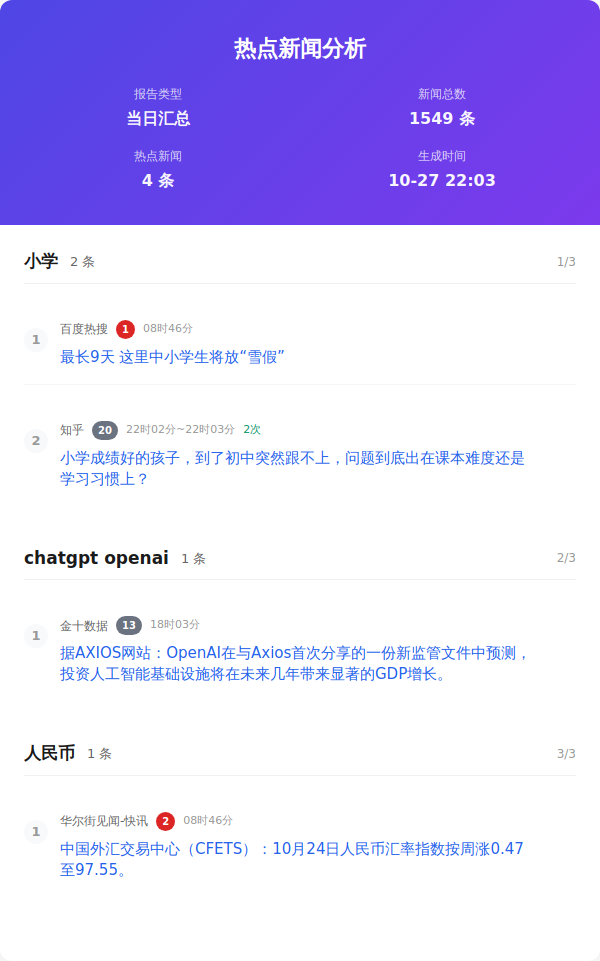 热点新闻分析
报告类型
新闻总数
当日汇总
1549 条
热点新闻
生成时间
4 条
10-27 22:03
小学 2 条 1/3
1
百度热搜 1 08时46分
最长9天 这里中小学生将放“雪假”
2
知乎 20 22时02分~22时03分 2次
小学成绩好的孩子，到了初中突然跟不上，问题到底出在课本难度还是
学习习惯上？
chatgpt openai 1 条 2/3
1
金十数据 13 18时03分
据AXIOS网站：OpenAI在与Axios首次分享的一份新监管文件中预测，
投资人工智能基础设施将在未来几年带来显著的GDP增长。
人民币 1 条 3/3
1
华尔街见闻-快讯 2 08时46分
中国外汇交易中心（CFETS）：10月24日人民币汇率指数按周涨0.47
至97.55。